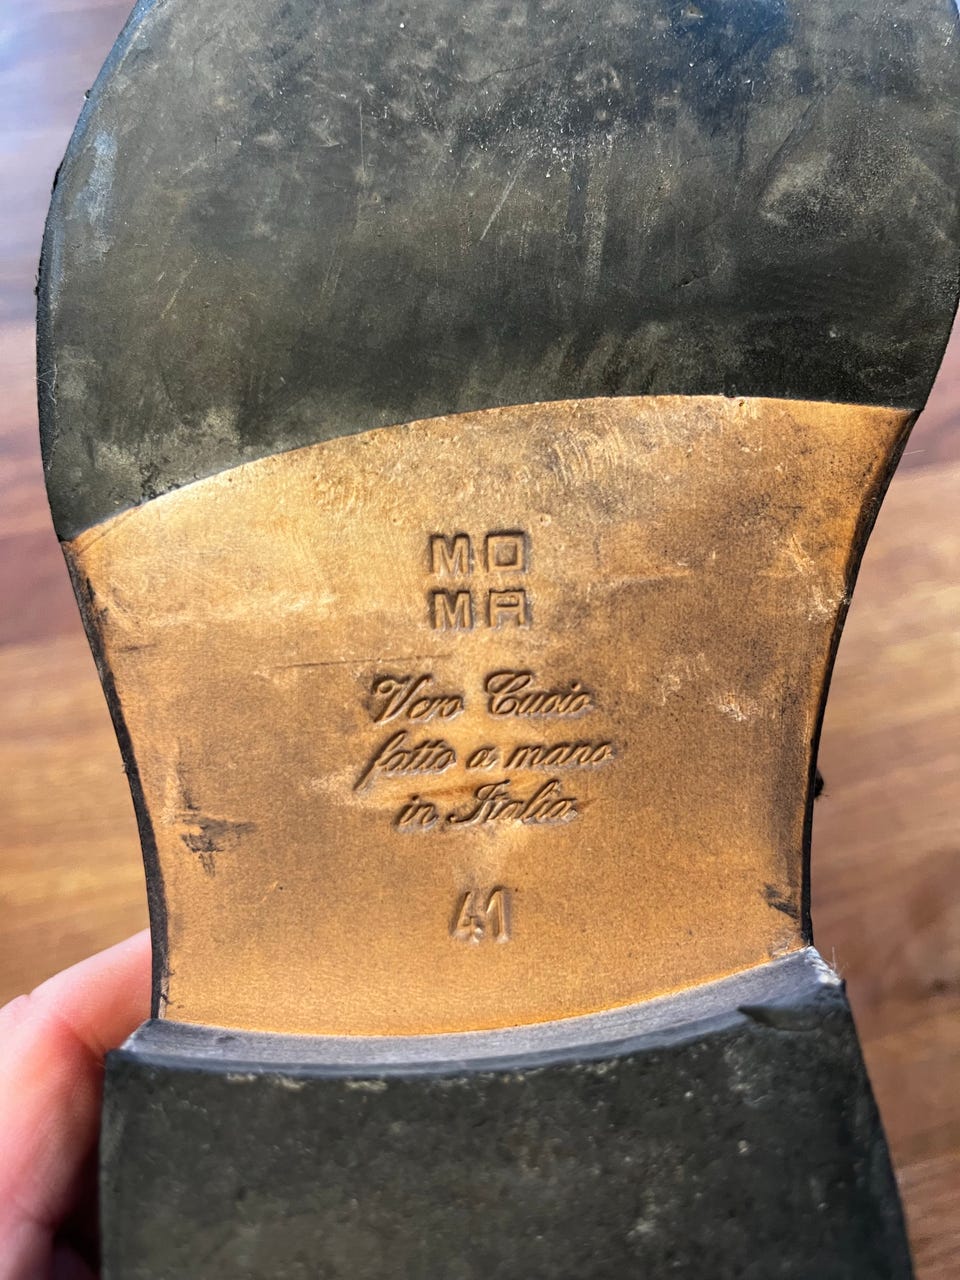 MO
MA
Vero Cuoio
fatto a mano
in Italia
41